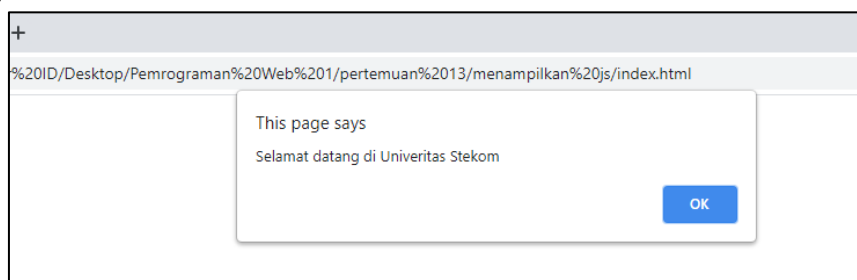 +
%20ID/Desktop/Pemrograman%20Web%201/pertemuan%2013/menampilkan%20js/index.html
This page says
Selamat datang di Univeritas Stekom
OK